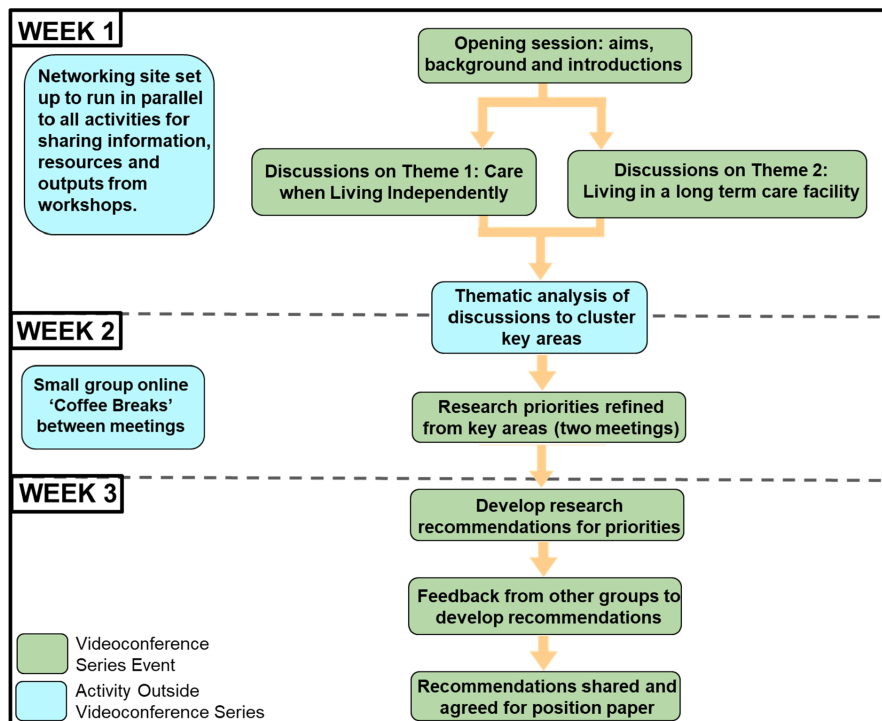 WEEK 1
Networking site set
up to run in parallel
to all activities for
sharing information,
resources and
outputs from
workshops.
Opening session: aims,
background and introductions
Discussions on Theme 1: Care
when Living Independently
Discussions on Theme 2:
Living in a long term care facility
Thematic analysis of
discussions to cluster
key areas
WEEK 2
Small group online
‘Coffee Breaks’
between meetings
Research priorities refined
from key areas (two meetings)
WEEK 3
Develop research
recommendations for priorities
Feedback from other groups to
develop recommendations
Recommendations shared and
agreed for position paper
Videoconference
Series Event
Activity Outside
Videoconference Series